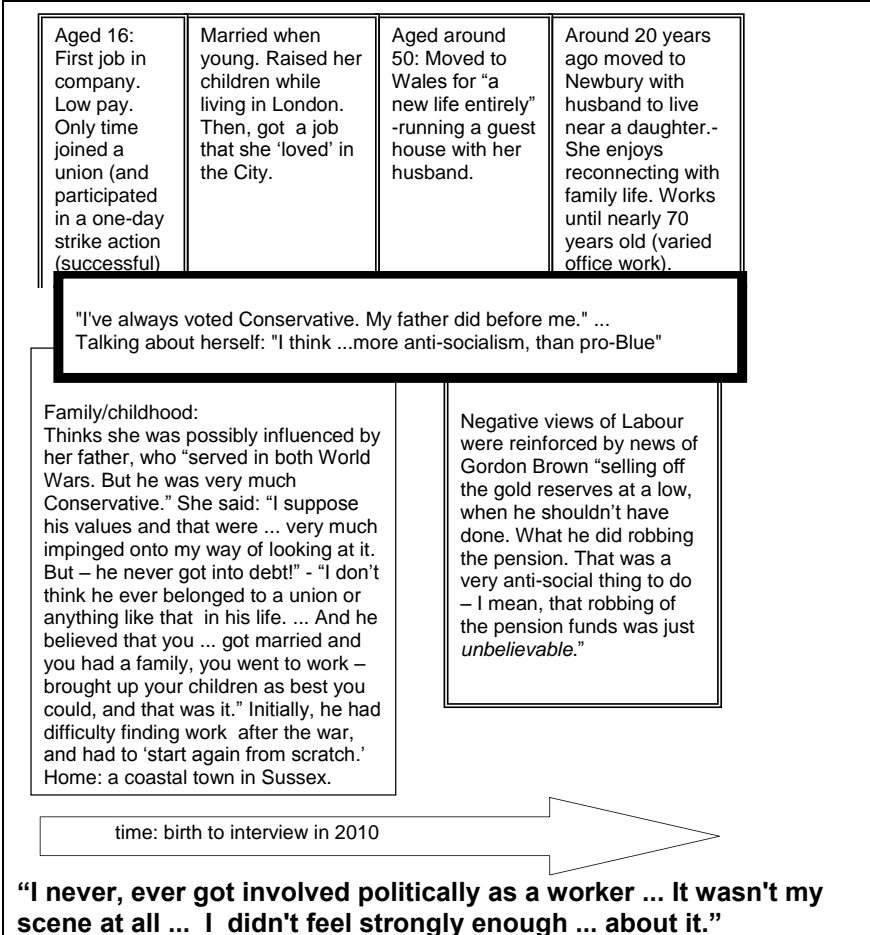 Aged 16:
First job in
company.
Low pay.
Only time
joined a
union (and
participated
in a one-day
strike action
(successful)
Married when
young. Raised her
children while
living in London.
Then, got a job
that she ‘loved’ in
the City.
Aged around
50: Moved to
Wales for “a
new life entirely”
-running a guest
house with her
husband.
Around 20 years
ago moved to
Newbury with
husband to live
near a daughter.-
She enjoys
reconnecting with
family life. Works
until nearly 70
years old (varied
office work).
"I've always voted Conservative. My father did before me." ...
Talking about herself: "I think ...more anti-socialism, than pro-Blue"
Family/childhood:
Thinks she was possibly influenced by
her father, who “served in both World
Wars. But he was very much
Conservative.” She said: “I suppose
his values and that were ... very much
impinged onto my way of looking at it.
But – he never got into debt!” - “I don’t
think he ever belonged to a union or
anything like that in his life. ... And he
believed that you ... got married and
you had a family, you went to work –
brought up your children as best you
could, and that was it.” Initially, he had
difficulty finding work after the war,
and had to ‘start again from scratch.’
Home: a coastal town in Sussex.
Negative views of Labour
were reinforced by news of
Gordon Brown “selling off
the gold reserves at a low,
when he shouldn’t have
done. What he did robbing
the pension. That was a
very anti-social thing to do
– I mean, that robbing of
the pension funds was just
unbelievable.”
time: birth to interview in 2010
“I never, ever got involved politically as a worker ... It wasn't my
scene at all ... I didn't feel strongly enough ... about it.”